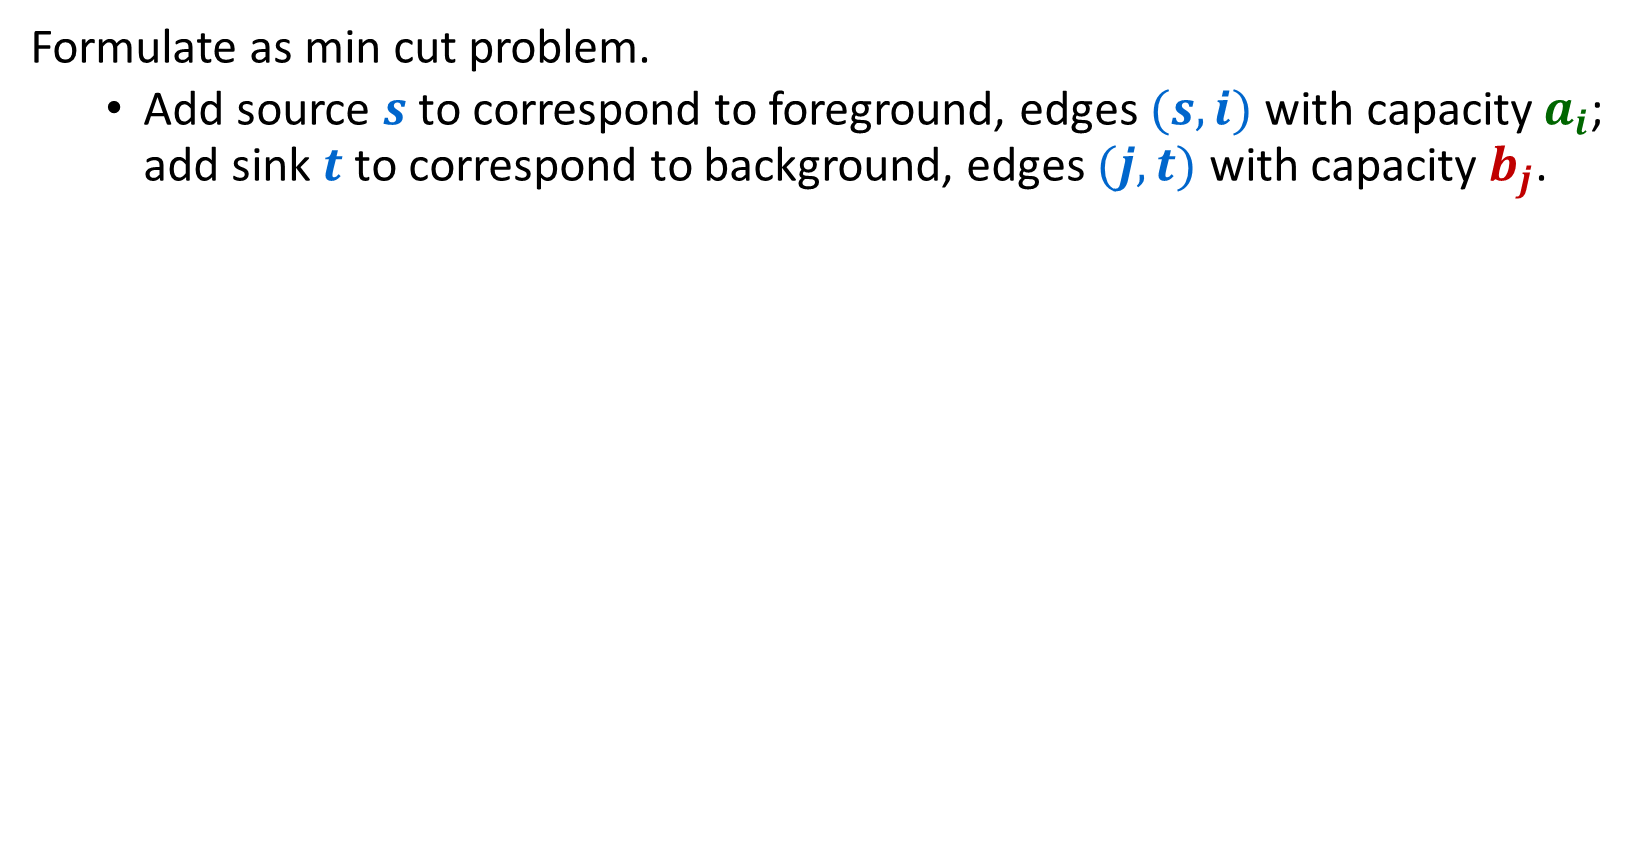 Formulate as min cut problem.
• Add source s to correspond to foreground, edges (s, i) with capacity aᵢ;
add sink t to correspond to background, edges (j, t) with capacity bⱼ.